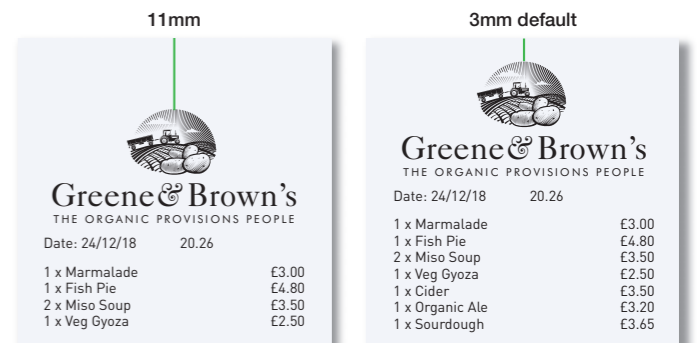 11mm
Greene & Brown's
THE ORGANIC PROVISIONS PEOPLE
Date: 24/12/18 20.26
1 x Marmalade £3.00
1 x Fish Pie £4.80
2 x Miso Soup £3.50
1 x Veg Gyoza £2.50
3mm default
Greene & Brown's
THE ORGANIC PROVISIONS PEOPLE
Date: 24/12/18 20.26
1 x Marmalade £3.00
1 x Fish Pie £4.80
2 x Miso Soup £3.50
1 x Veg Gyoza £2.50
1 x Cider £3.50
1 x Organic Ale £3.20
1 x Sourdough £3.65